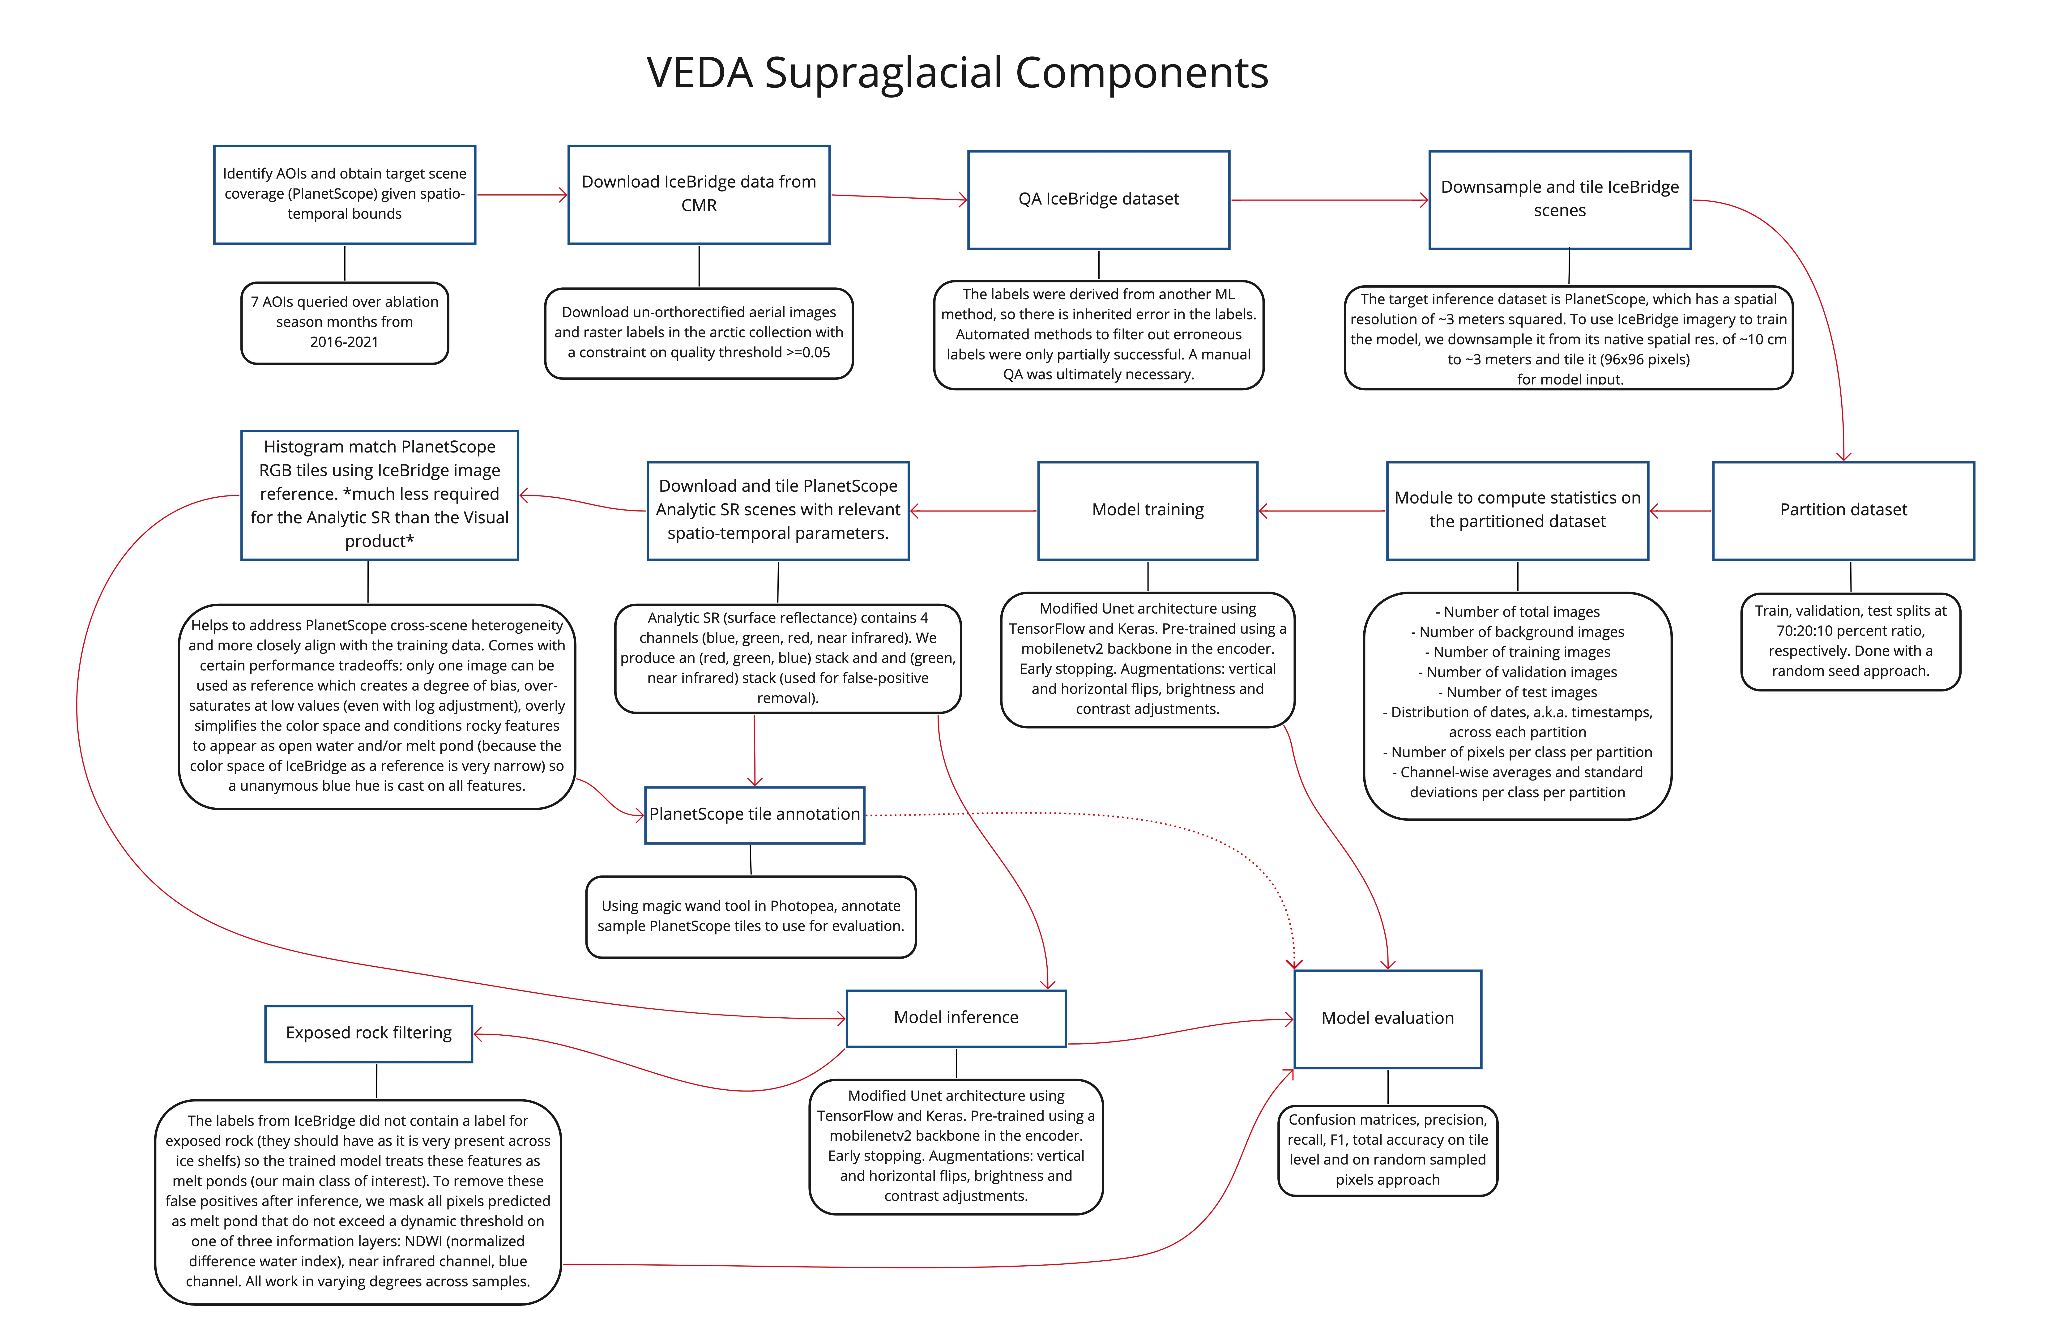 VEDA Supraglacial Components
Identify AOIs and obtain target scene
coverage (PlanetScope) given spatio-
temporal bounds
Download IceBridge data from
CMR
QA IceBridge dataset
Downsample and tile IceBridge
scenes
7 AOIs queried over ablation
season months from
2016-2021
Download un-orthorectified aerial images
and raster labels in the arctic collection with
a constraint on quality threshold >=0.05
The labels were derived from another ML
method, so there is inherited error in the labels.
Automated methods to filter out erroneous
labels were only partially successful. A manual
QA was ultimately necessary.
The target inference dataset is PlanetScope, which has a spatial
resolution of ~3 meters squared. To use IceBridge imagery to train
the model, we downsample it from its native spatial res. of ~10 cm
to ~3 meters and tile it (96x96 pixels)
for model input.
Histogram match PlanetScope
RGB tiles using IceBridge image
reference. *much less required
for the Analytic SR than the Visual
product*
Download and tile PlanetScope
Analytic SR scenes with relevant
spatio-temporal parameters.
Model training
Module to compute statistics on
the partitioned dataset
Partition dataset
Helps to address PlanetScope cross-scene heterogeneity
and more closely align with the training data. Comes with
certain performance tradeoffs: only one image can be
used as reference which creates a degree of bias, over-
saturates at low values (even with log adjustment), overly
simplifies the color space and conditions rocky features
to appear as open water and/or melt pond (because the
color space of IceBridge as a reference is very narrow) so
a unanymous blue hue is cast on all features.
Analytic SR (surface reflectance) contains 4
channels (blue, green, red, near infrared). We
produce an (red, green, blue) stack and and (green,
near infrared) stack (used for false-positive
removal).
Modified Unet architecture using
TensorFlow and Keras. Pre-trained using a
mobilenetv2 backbone in the encoder.
Early stopping. Augmentations: vertical
and horizontal flips, brightness and
contrast adjustments.
- Number of total images
- Number of background images
- Number of training images
- Number of validation images
- Number of test images
- Distribution of dates, a.k.a. timestamps,
across each partition
- Number of pixels per class per partition
- Channel-wise averages and standard
deviations per class per partition
Train, validation, test splits at
70:20:10 percent ratio,
respectively. Done with a
random seed approach.
PlanetScope tile annotation
Using magic wand tool in Photopea, annotate
sample PlanetScope tiles to use for evaluation.
Exposed rock filtering
Model inference
Model evaluation
The labels from IceBridge did not contain a label for
exposed rock (they should have as it is very present across
ice shelfs) so the trained model treats these features as
melt ponds (our main class of interest). To remove these
false positives after inference, we mask all pixels predicted
as melt pond that do not exceed a dynamic threshold on
one of three information layers: NDWI (normalized
difference water index), near infrared channel, blue
channel. All work in varying degrees across samples.
Modified Unet architecture using
TensorFlow and Keras. Pre-trained using a
mobilenetv2 backbone in the encoder.
Early stopping. Augmentations: vertical
and horizontal flips, brightness and
contrast adjustments.
Confusion matrices, precision,
recall, F1, total accuracy on tile
level and on random sampled
pixels approach